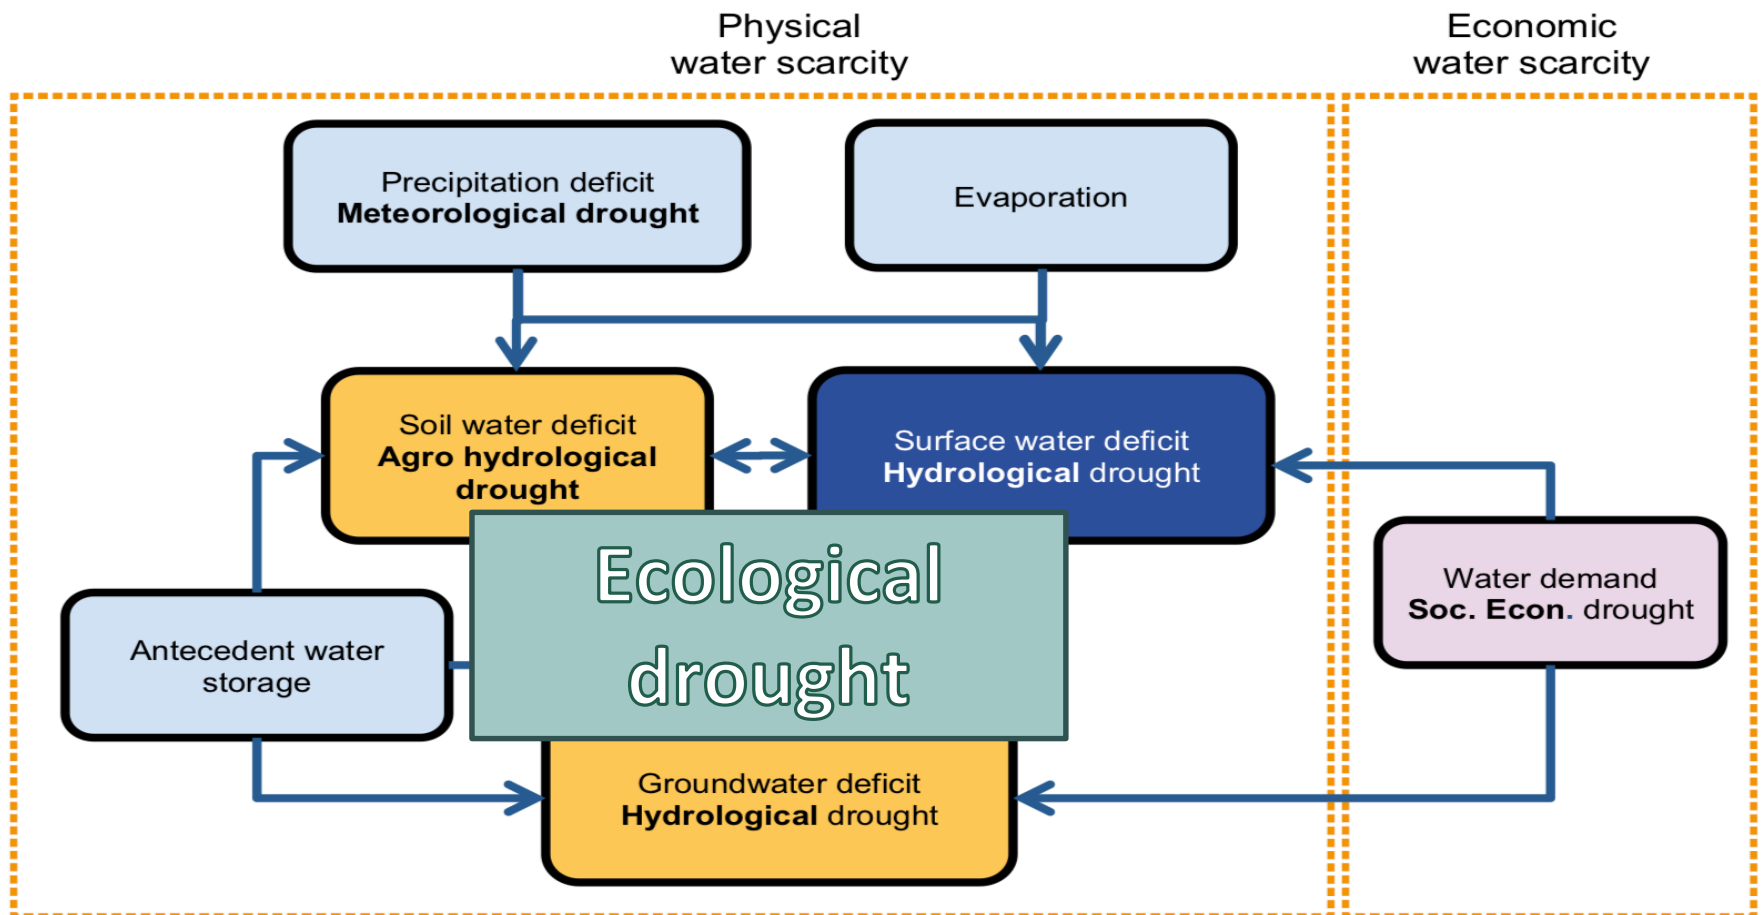 Physical
water scarcity
Economic
water scarcity
Precipitation deficit
Meteorological drought
Evaporation
Soil water deficit
Agro hydrological
drought
Surface water deficit
Hydrological drought
Ecological
drought
Water demand
Soc. Econ. drought
Antecedent water
storage
Groundwater deficit
Hydrological drought